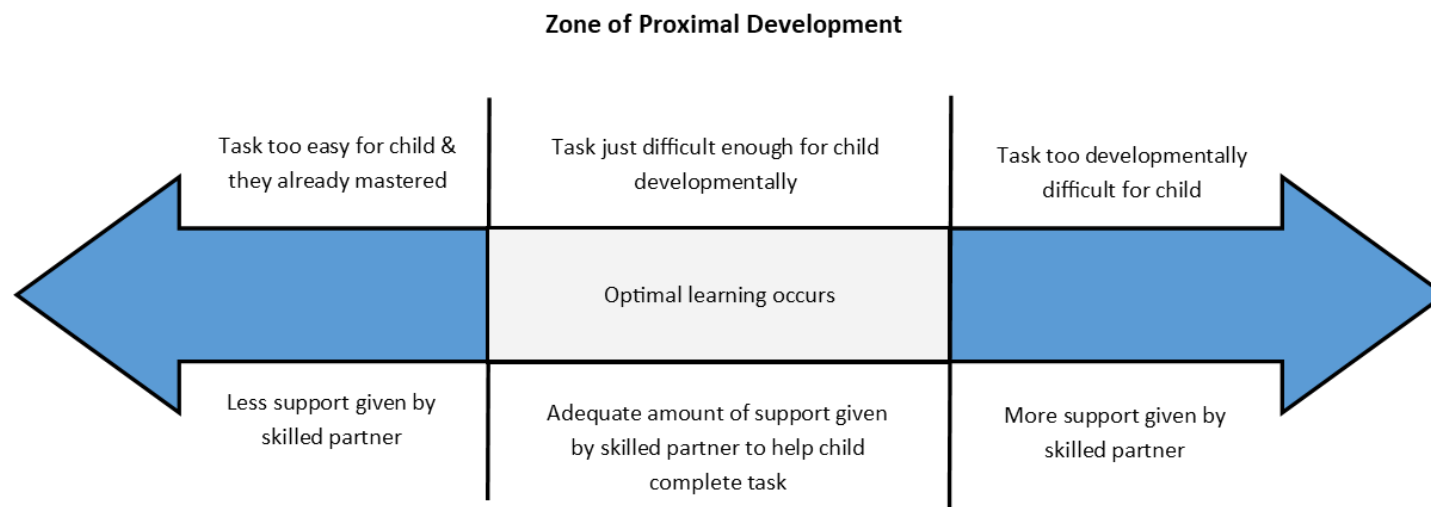 Zone of Proximal Development
Task too easy for child &
they already mastered
Task just difficult enough for child
developmentally
Task too developmentally
difficult for child
Optimal learning occurs
Less support given by
skilled partner
Adequate amount of support given
by skilled partner to help child
complete task
More support given by
skilled partner